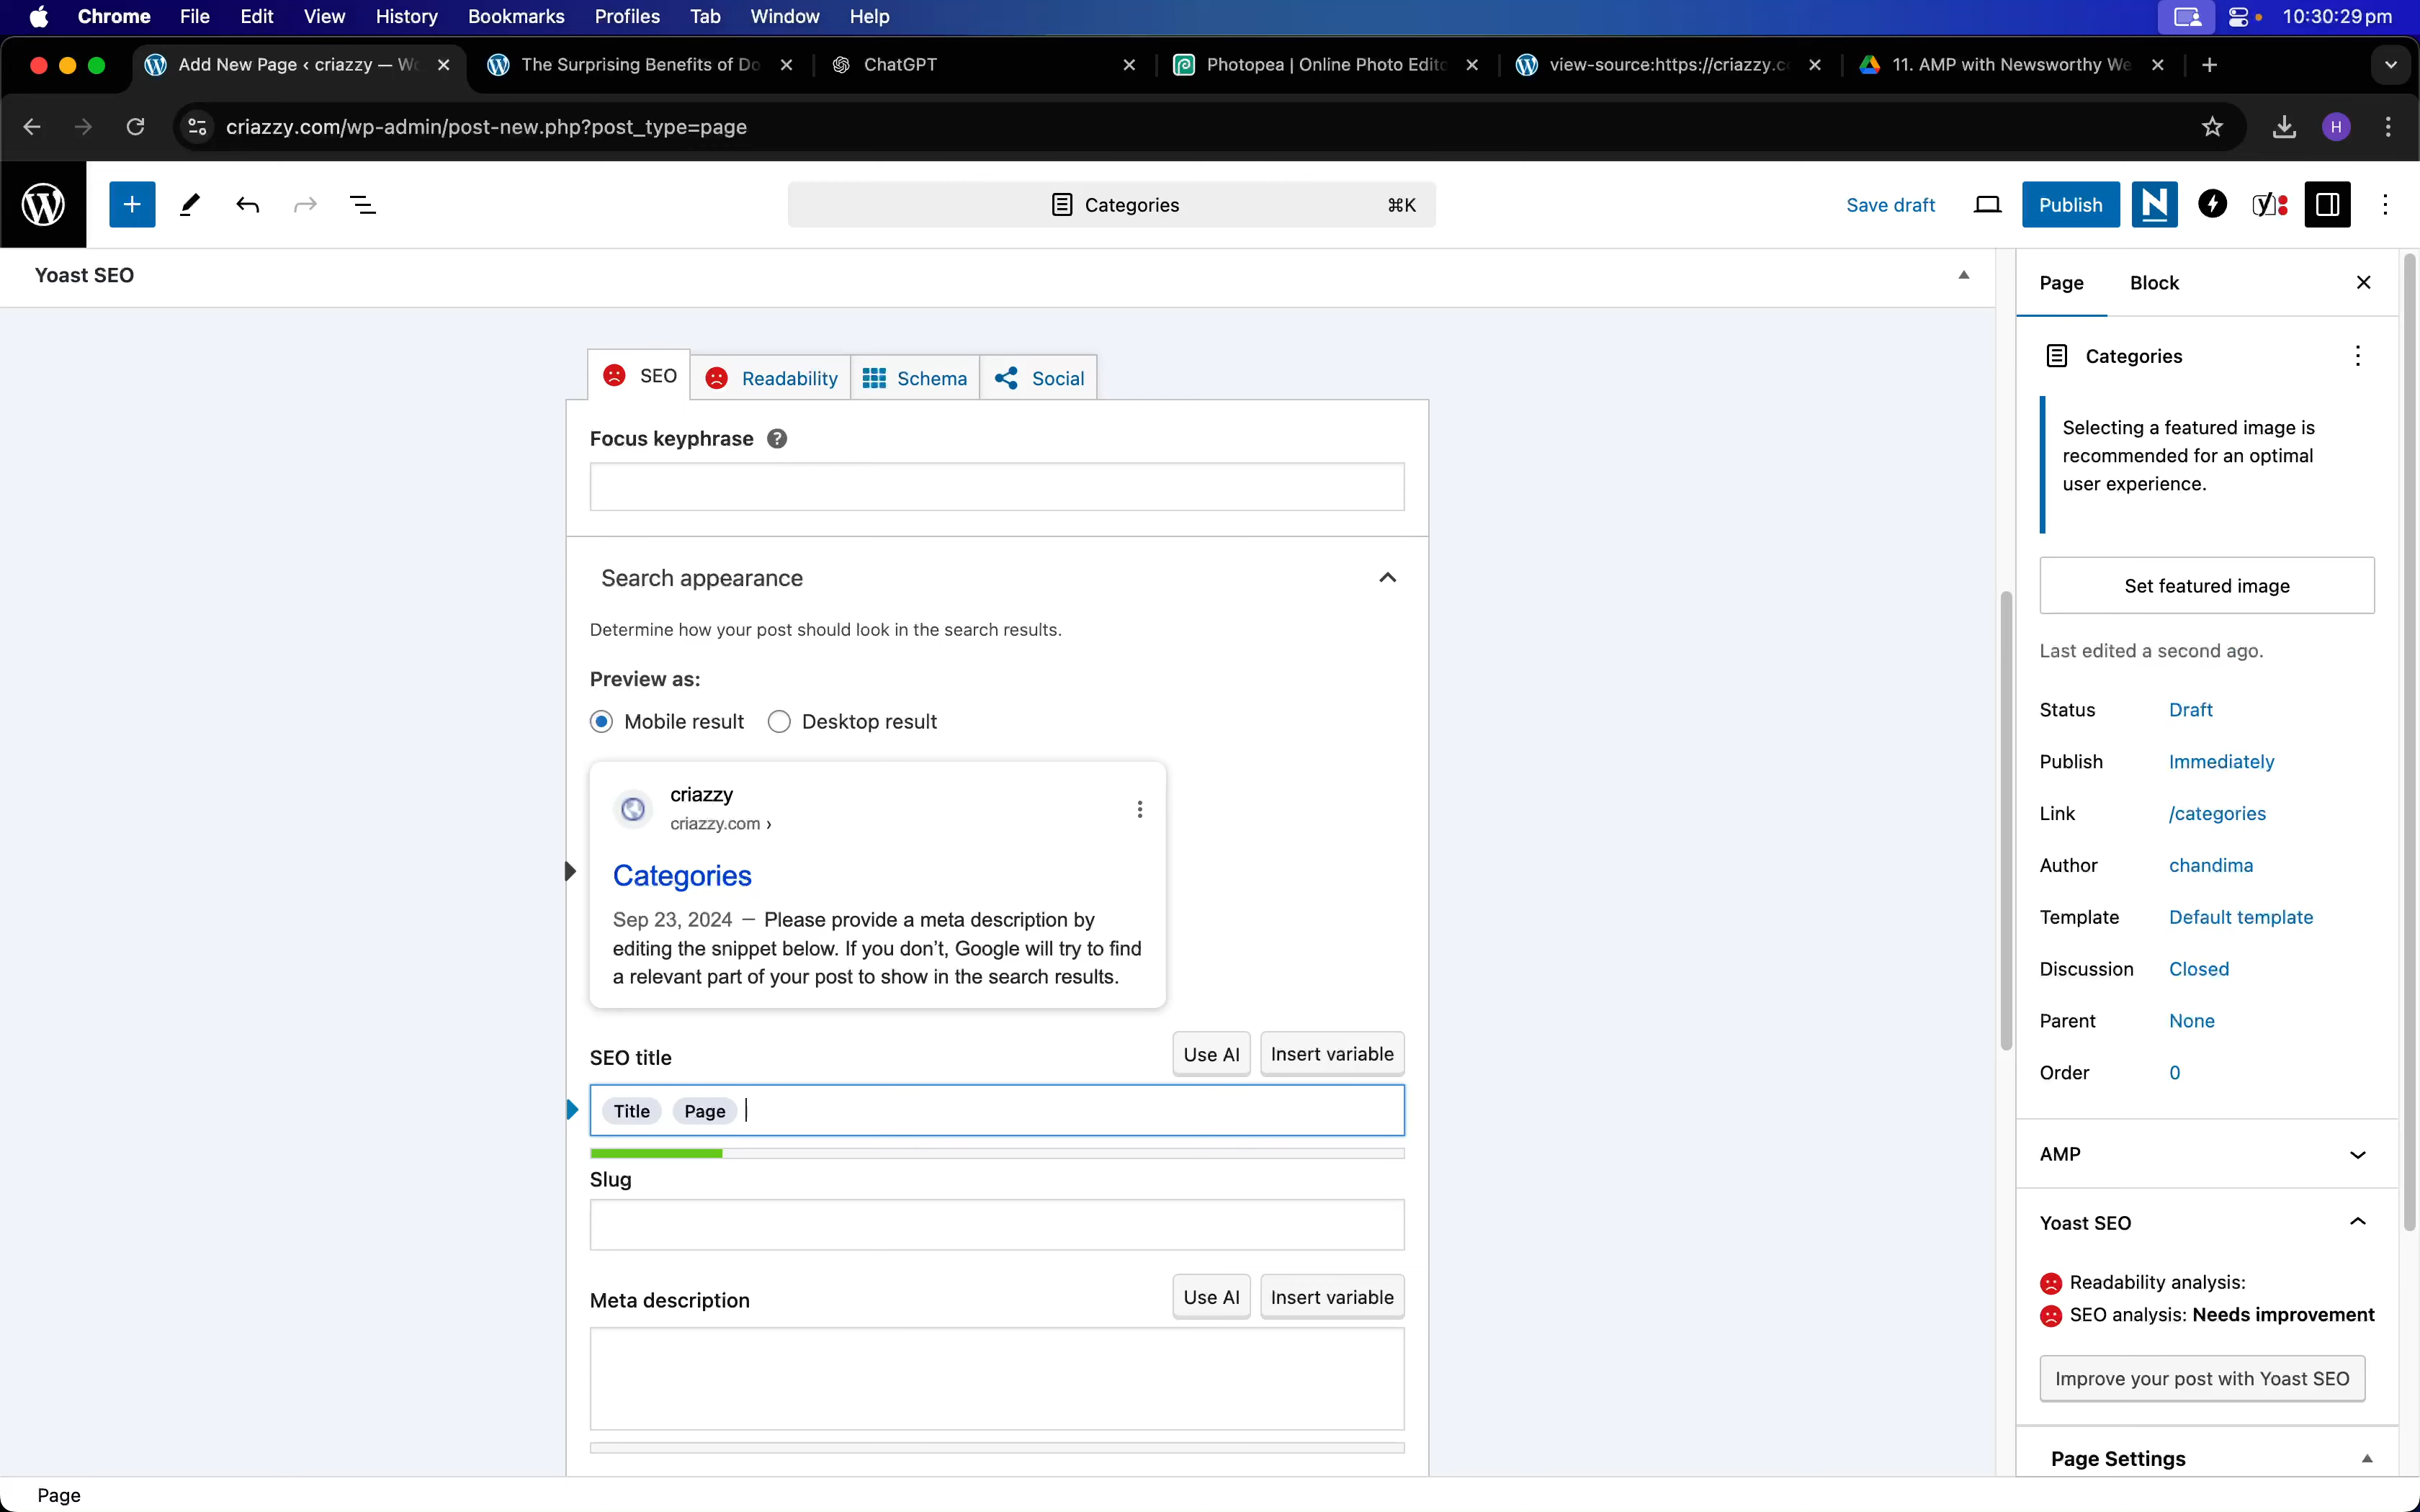 Chrome File Edit View History Bookmarks Profiles Tab Window Help 10:30:29 pm
Add New Page ‹ criazzy — Wo The Surprising Benefits of Do ChatGPT Photopea | Online Photo Edito view-source:https://criazzy.co 11. AMP with Newsworthy We
criazzy.com/wp-admin/post-new.php?post_type=page H
Categories ⌘K Save draft Publish
Yoast SEO
SEO Readability Schema Social
Focus keyphrase ?
Search appearance
Determine how your post should look in the search results.
Preview as:
Mobile result Desktop result
criazzy
criazzy.com ›
Categories
Sep 23, 2024 — Please provide a meta description by
editing the snippet below. If you don’t, Google will try to find
a relevant part of your post to show in the search results.
SEO title Use AI Insert variable
Title Page
Slug
Meta description Use AI Insert variable
Page Block
Categories
Selecting a featured image is
recommended for an optimal
user experience.
Set featured image
Last edited a second ago.
Status Draft
Publish Immediately
Link /categories
Author chandima
Template Default template
Discussion Closed
Parent None
Order 0
AMP
Yoast SEO
Readability analysis:
SEO analysis: Needs improvement
Improve your post with Yoast SEO
Page Settings
Page